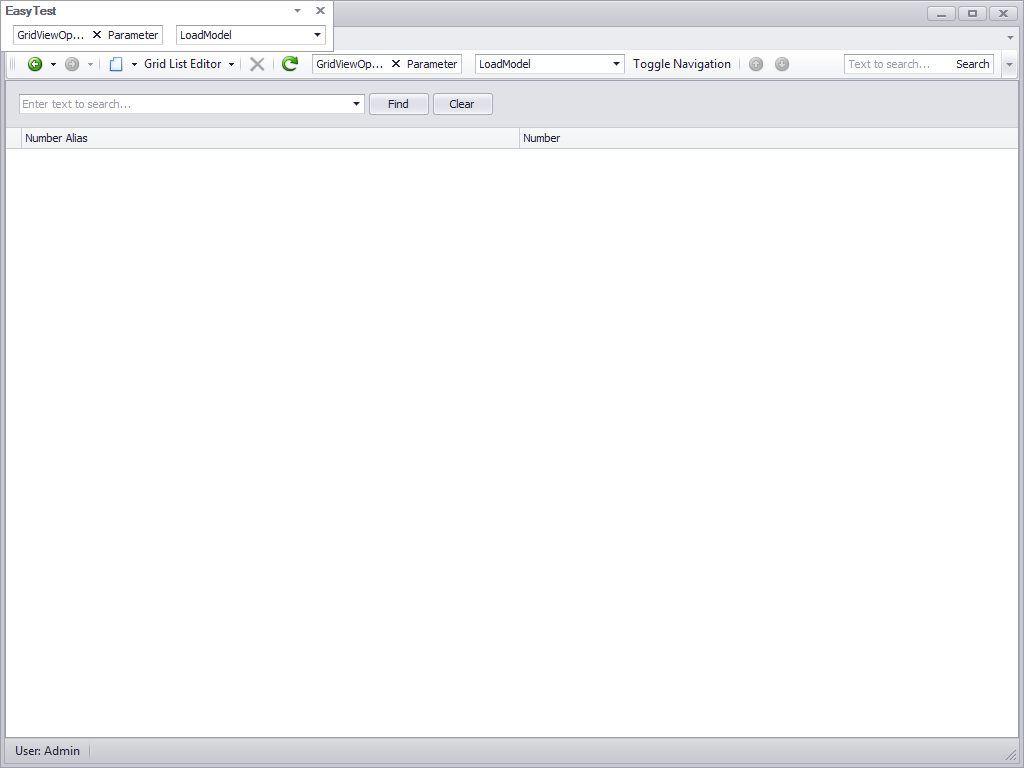 EasyTest
GridViewOp... Parameter LoadModel
Grid List Editor GridViewOp... Parameter LoadModel Toggle Navigation Text to search... Search
Enter text to search... Find Clear
Number Alias Number
User: Admin